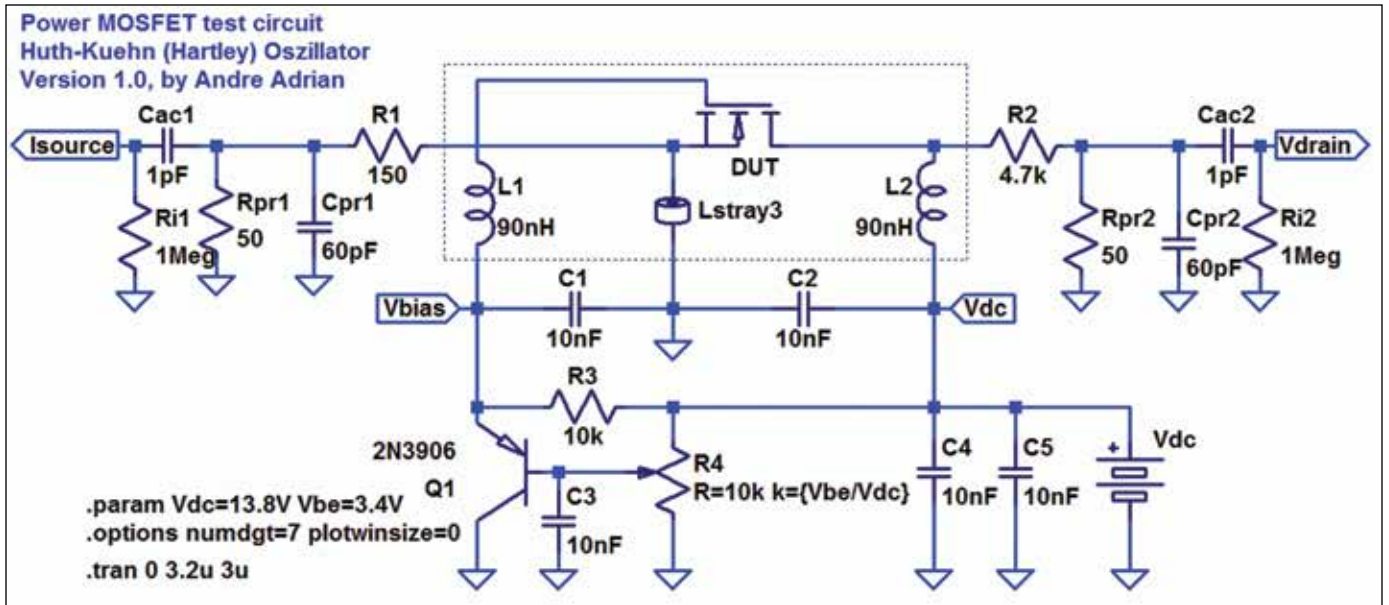 Power MOSFET test circuit
Huth-Kuehn (Hartley) Oszillator
Version 1.0, by Andre Adrian
Isource
Cac1
1pF
Ri1
1Meg
Rpr1
50
Cpr1
60pF
R1
150
L1
90nH
DUT
Lstray3
L2
90nH
R2
4.7k
Rpr2
50
Cac2
1pF
Cpr2
60pF
Ri2
1Meg
Vdrain
Vbias
C1
10nF
C2
10nF
Vdc
R3
10k
2N3906
Q1
C3
10nF
R4
R=10k k={Vbe/Vdc}
C4
10nF
C5
10nF
+
Vdc
.param Vdc=13.8V Vbe=3.4V
.options numdgt=7 plotwinsize=0
.tran 0 3.2u 3u